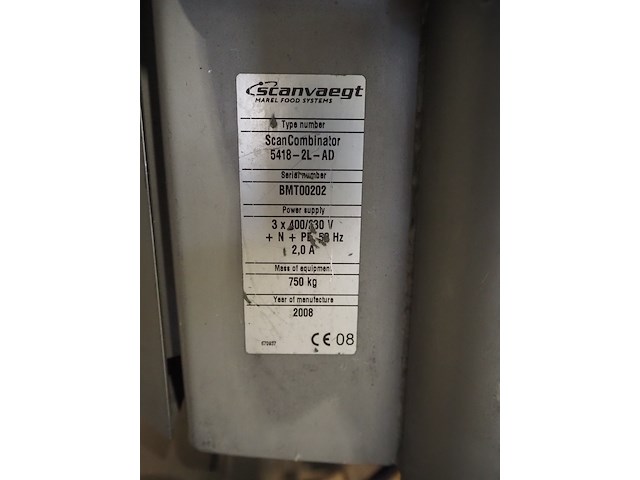 scanvaegt
MAREL FOOD SYSTEMS
Type number
ScanCombinator
5418-2L-AD
Serial number
BMT00202
Power supply
3 x 400/230 V
+ N + PE, 50 Hz
2,0 A
Mass of equipment
750 kg
Year of manufacture
2008
CE 08